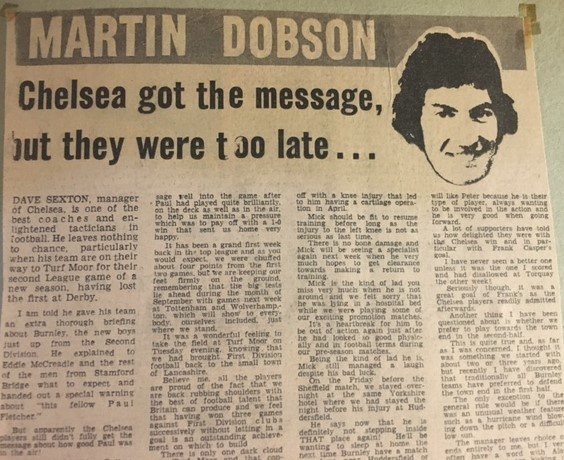 MARTIN DOBSON
Chelsea got the message,
but they were too late...
DAVE SEXTON, manager
of Chelsea, is one of the
best coaches and en-
lightened tacticians in
football. He leaves nothing
to chance, particularly
when his team are on their
way to Turf Moor for their
second League game of a
new season, having lost
the first at Derby.
I am told he gave his team
an extra thorough briefing
about Burnley, the new boys
just up from the Second
Division. He explained to
Eddie McCreadie and the rest
of the men from Stamford
Bridge what to expect and
handed out a special warning
about "this fellow Paul
Fletcher."
But apparently the Chelsea
players still didn't fully get the
message about how good Paul was
in the air!
sage well into the game after
Paul had played quite brilliantly,
on the deck as well as in the air,
to help us maintain a pressure
which was to pay off with a 1-0
win that sent us home very
happy.
It has been a grand first week
back in the top league and as you
would expect, we were chuffed
about four points from the first
two games, but we are keeping our
feet firmly on the ground,
remembering that the big tests
lie ahead during the month of
September with games next week
at Tottenham and Wolverhamp-
ton which will show to every-
body, ourselves included, just
where we stand.
It was a wonderful feeling to
take the field at Turf Moor on
Tuesday evening, knowing that
we had brought First Division
football back to the small town
of Lancashire.
Believe me, all the players
are proud of the fact that we
are back rubbing shoulders with
the best of football talent that
Britain can produce and we feel
that having won three games
against First Division clubs
successively without letting in a
goal is an outstanding achieve-
ment on which to build
There is only one dark cloud
off with a knee injury that led
to him having a cartilage opera-
tion in April.
Mick should be fit to resume
training before long as the
injury to the left knee is not as
serious as last time.
There is no bone damage and
Mick will be seeing a specialist
again next week when he very
much hopes to get clearance
towards making a return to
training.
Mick is the kind of lad you
miss very much when he is not
around and we felt sorry that
he was lying in a hospital bed
while we were playing some of
our exciting promotion matches.
It's a heartbreak for him to
be out of action again just after
he had looked so good physic-
ally and in football terms during
our pre-season matches.
Being the kind of lad he is,
Mick still managed a laugh
despite his bad luck.
On the Friday before the
Sheffield match, we stayed over-
night at the same Yorkshire
hotel where we had stayed the
night before his injury at Hud-
dersfield.
He says now that he is
definitely not stepping inside
THAT place again! He'll be
wanting to sleep at home the
next time Burnley have a match
will like Peter because he is their
type of player, always wanting
to be involved in the action and
he is very good when going
forward.
A lot of supporters have told
us how delighted they were with
the Chelsea win and in par-
ticular with Frank Casper's
goal.
I have never seen a better one
unless it was the one I scored
and had disallowed at Torquay
the other week!
Seriously though, it was a
great goal of Frank's as the
Chelsea players readily admitted
afterwards.
Another thing I have been
questioned about is whether we
prefer to play towards the town
end in the second-half.
This is quite true and, as far
as I was concerned, I thought it
was something we started with
about two or three years ago,
but recently I have discovered
that traditionally all Burnley
teams have preferred to defend
the town end in the first half.
The only exception to the
general rule would be if there
was an unusual weather feature
such as a hurricane wind blow-
ing down the pitch or a difficult
sun.
The manager leaves choice of
ends entirely to me, but I
often have a word with